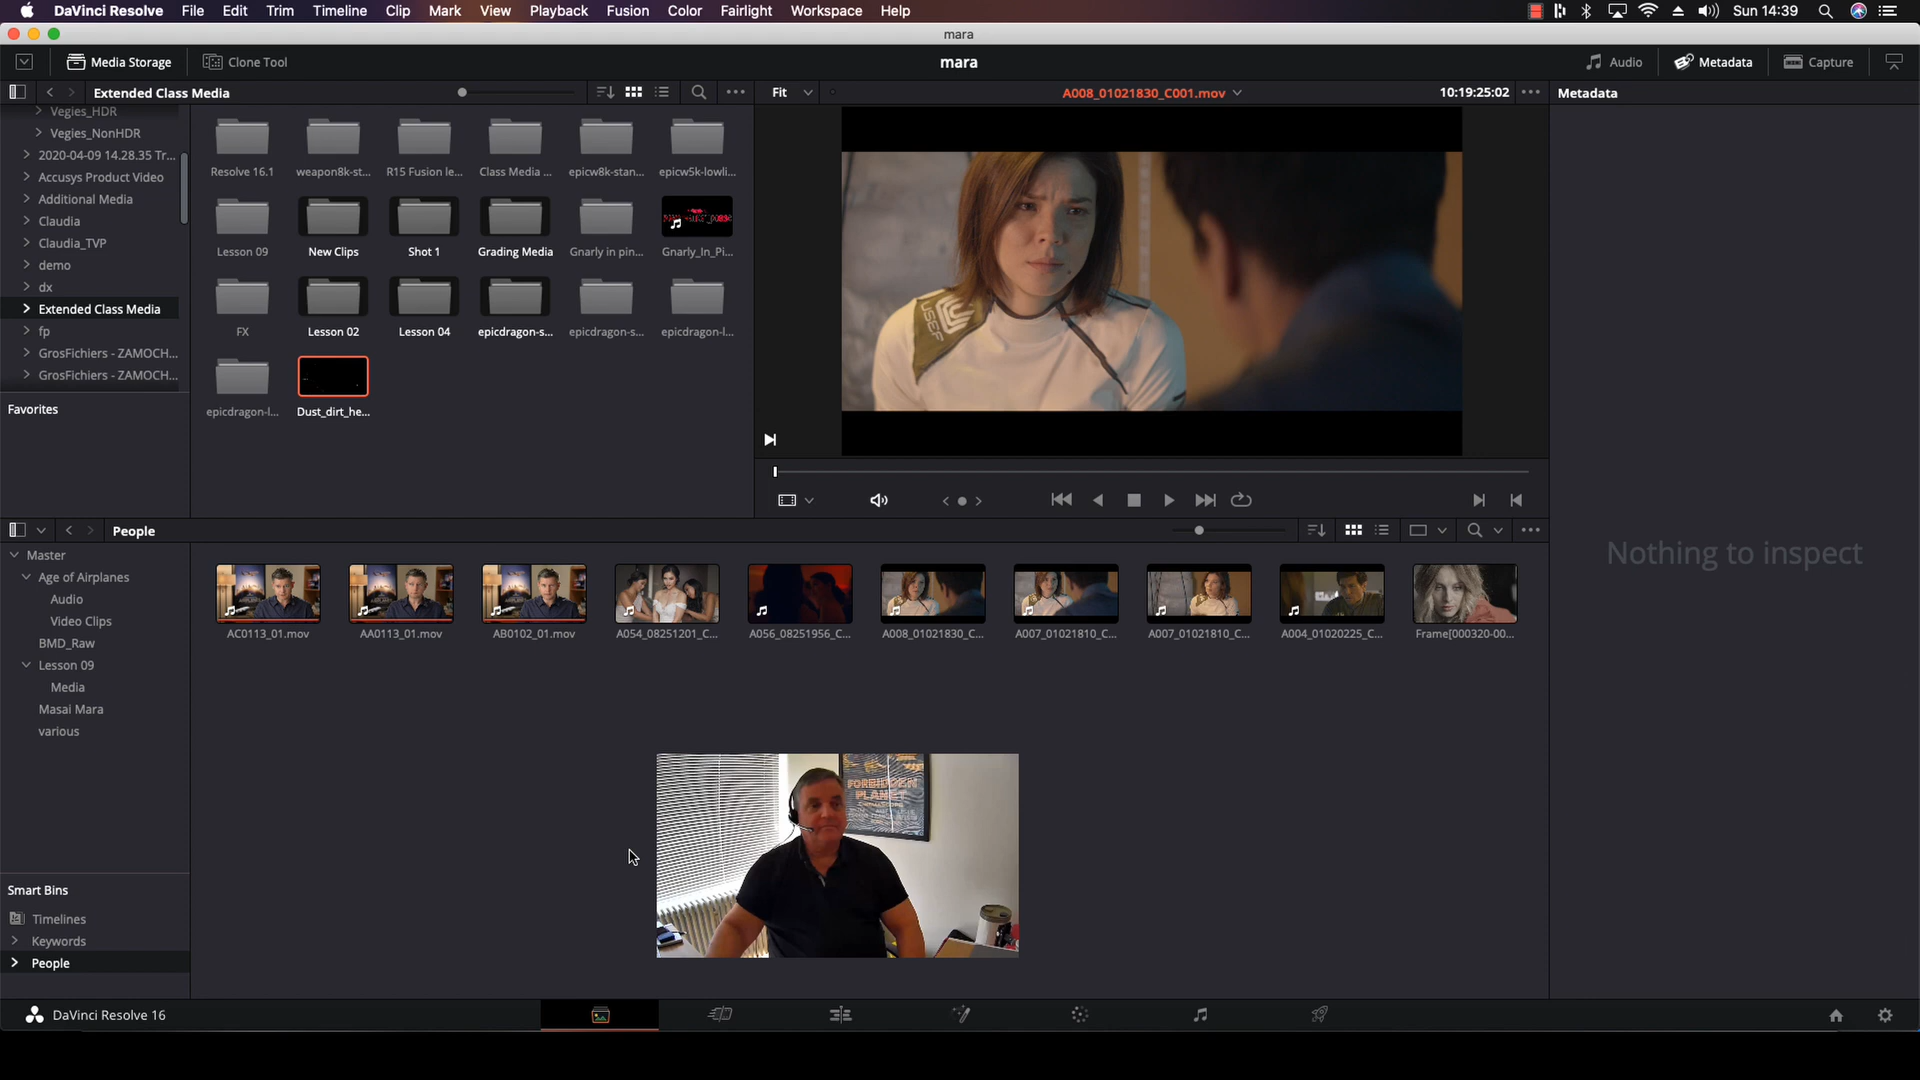 DaVinci Resolve File Edit Trim Timeline Clip Mark View Playback Fusion Color Fairlight Workspace Help Sun 14:39
mara
Media Storage Clone Tool mara Audio Metadata Capture
Extended Class Media Fit A008_01021830_C001.mov 10:19:25:02 Metadata
Vegies_HDR
Vegies_NonHDR
2020-04-09 14.28.35 Tr...
Accusys Product Video
Additional Media
Claudia
Claudia_TVP
demo
dx
Extended Class Media
fp
GrosFichiers - ZAMOCH...
GrosFichiers - ZAMOCH...
Favorites
Resolve 16.1 weapon8k-st... R15 Fusion le... Class Media ... epicw8k-stan... epicw5k-lowli...
Lesson 09 New Clips Shot 1 Grading Media Gnarly in pin... Gnarly_In_Pi...
FX Lesson 02 Lesson 04 epicdragon-s... epicdragon-s... epicdragon-l...
epicdragon-l... Dust_dirt_he...
USEF
People
Master
Age of Airplanes
Audio
Video Clips
BMD_Raw
Lesson 09
Media
Masai Mara
various
AC0113_01.mov AA0113_01.mov AB0102_01.mov A054_08251201_C... A056_08251956_C... A008_01021830_C... A007_01021810_C... A007_01021810_C... A004_01020225_C... Frame[000320-00...
Nothing to inspect
FORBIDDEN
PLANET
Smart Bins
Timelines
Keywords
People
DaVinci Resolve 16